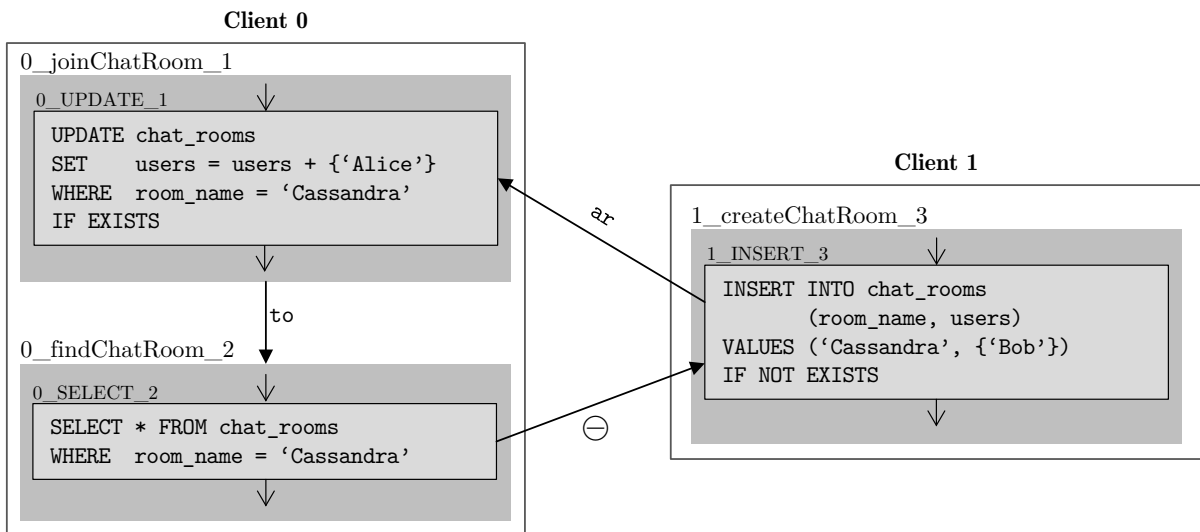 Client 0
0_joinChatRoom_1
0_UPDATE_1
UPDATE chat_rooms
SET    users = users + {‘Alice’}
WHERE  room_name = ‘Cassandra’
IF EXISTS
to
0_findChatRoom_2
0_SELECT_2
SELECT * FROM chat_rooms
WHERE  room_name = ‘Cassandra’
ar
⊖
Client 1
1_createChatRoom_3
1_INSERT_3
INSERT INTO chat_rooms
       (room_name, users)
VALUES (‘Cassandra’, {‘Bob’})
IF NOT EXISTS